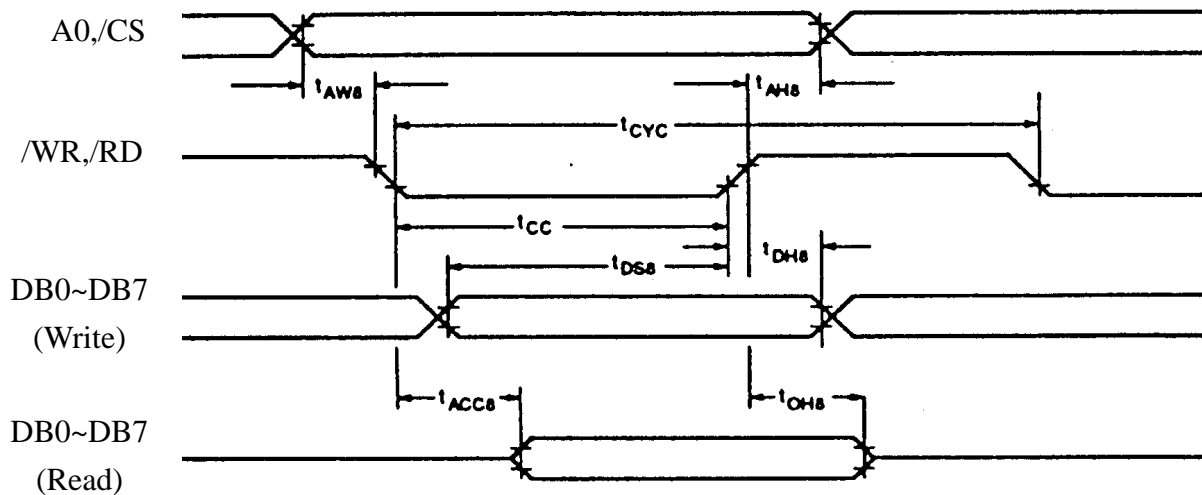 A0,/CS
tAW8
tAH8
tCYC
/WR,/RD
tCC
tDH8
tDS8
DB0~DB7
(Write)
tACC8
tOH8
DB0~DB7
(Read)